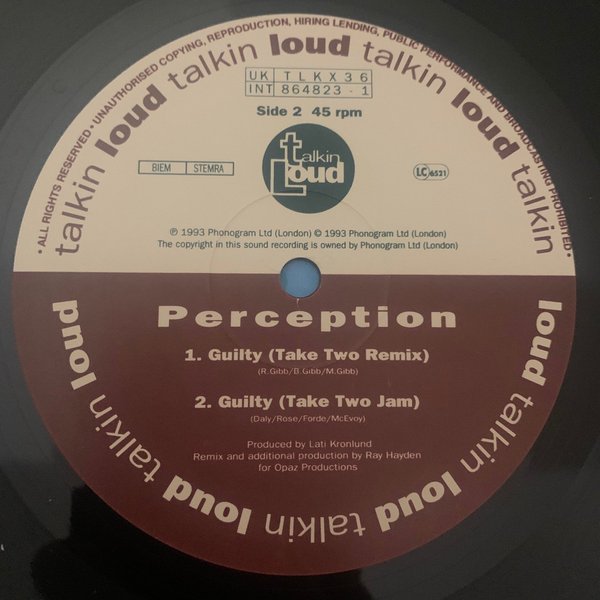 • ALL RIGHTS RESERVED • UNAUTHORISED COPYING, REPRODUCTION, HIRING LENDING, PUBLIC PERFORMANCE AND BROADCASTING PROHIBITED •
talkin loud talkin loud talkin loud talkin
UK TLKX36
INT 864823 - 1
Side 2 45 rpm
talkin
Loud
BIEM STEMRA
LC 6521
℗ 1993 Phonogram Ltd (London) © 1993 Phonogram Ltd (London)
The copyright in this sound recording is owned by Phonogram Ltd (London)
Perception
1. Guilty (Take Two Remix)
(R.Gibb/B.Gibb/M.Gibb)
2. Guilty (Take Two Jam)
(Daly/Rose/Forde/McEvoy)
Produced by Lati Kronlund
Remix and additional production by Ray Hayden
for Opaz Productions
loud talkin loud talkin loud talkin loud